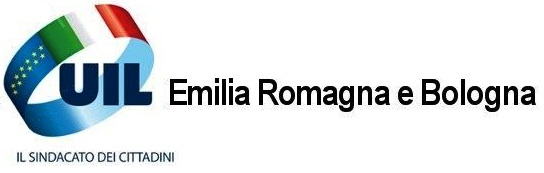 UIL Emilia Romagna e Bologna
IL SINDACATO DEI CITTADINI